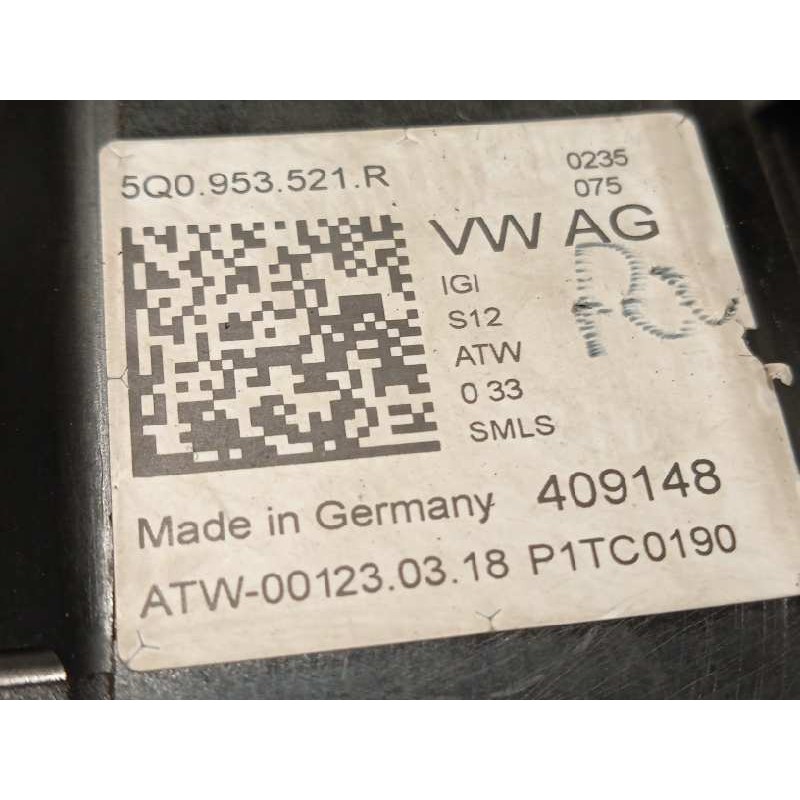 5Q0.953.521.R
0235
075
VW AG
IGI
S12
ATW
0 33
SMLS
Made in Germany 409148
ATW-00123.03.18 P1TC0190